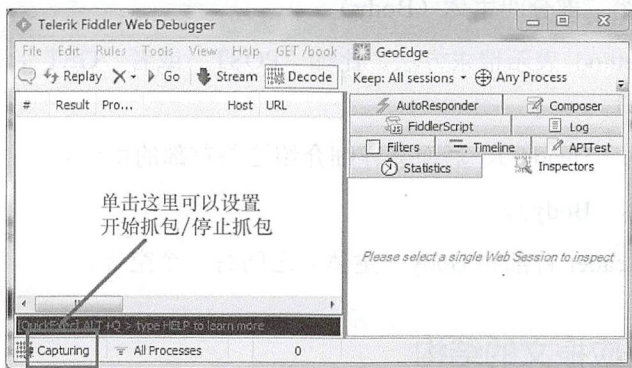 Telerik Fiddler Web Debugger
File Edit Rules Tools View Help GET /book GeoEdge
Replay Go Stream Decode Keep: All sessions Any Process
# Result Pro... Host URL
AutoResponder Composer
FiddlerScript Log
Filters Timeline APITest
Statistics Inspectors
单击这里可以设置
开始抓包/停止抓包
Please select a single Web Session to inspect
[QuickExec] ALT+Q > type HELP to learn more
Capturing All Processes 0